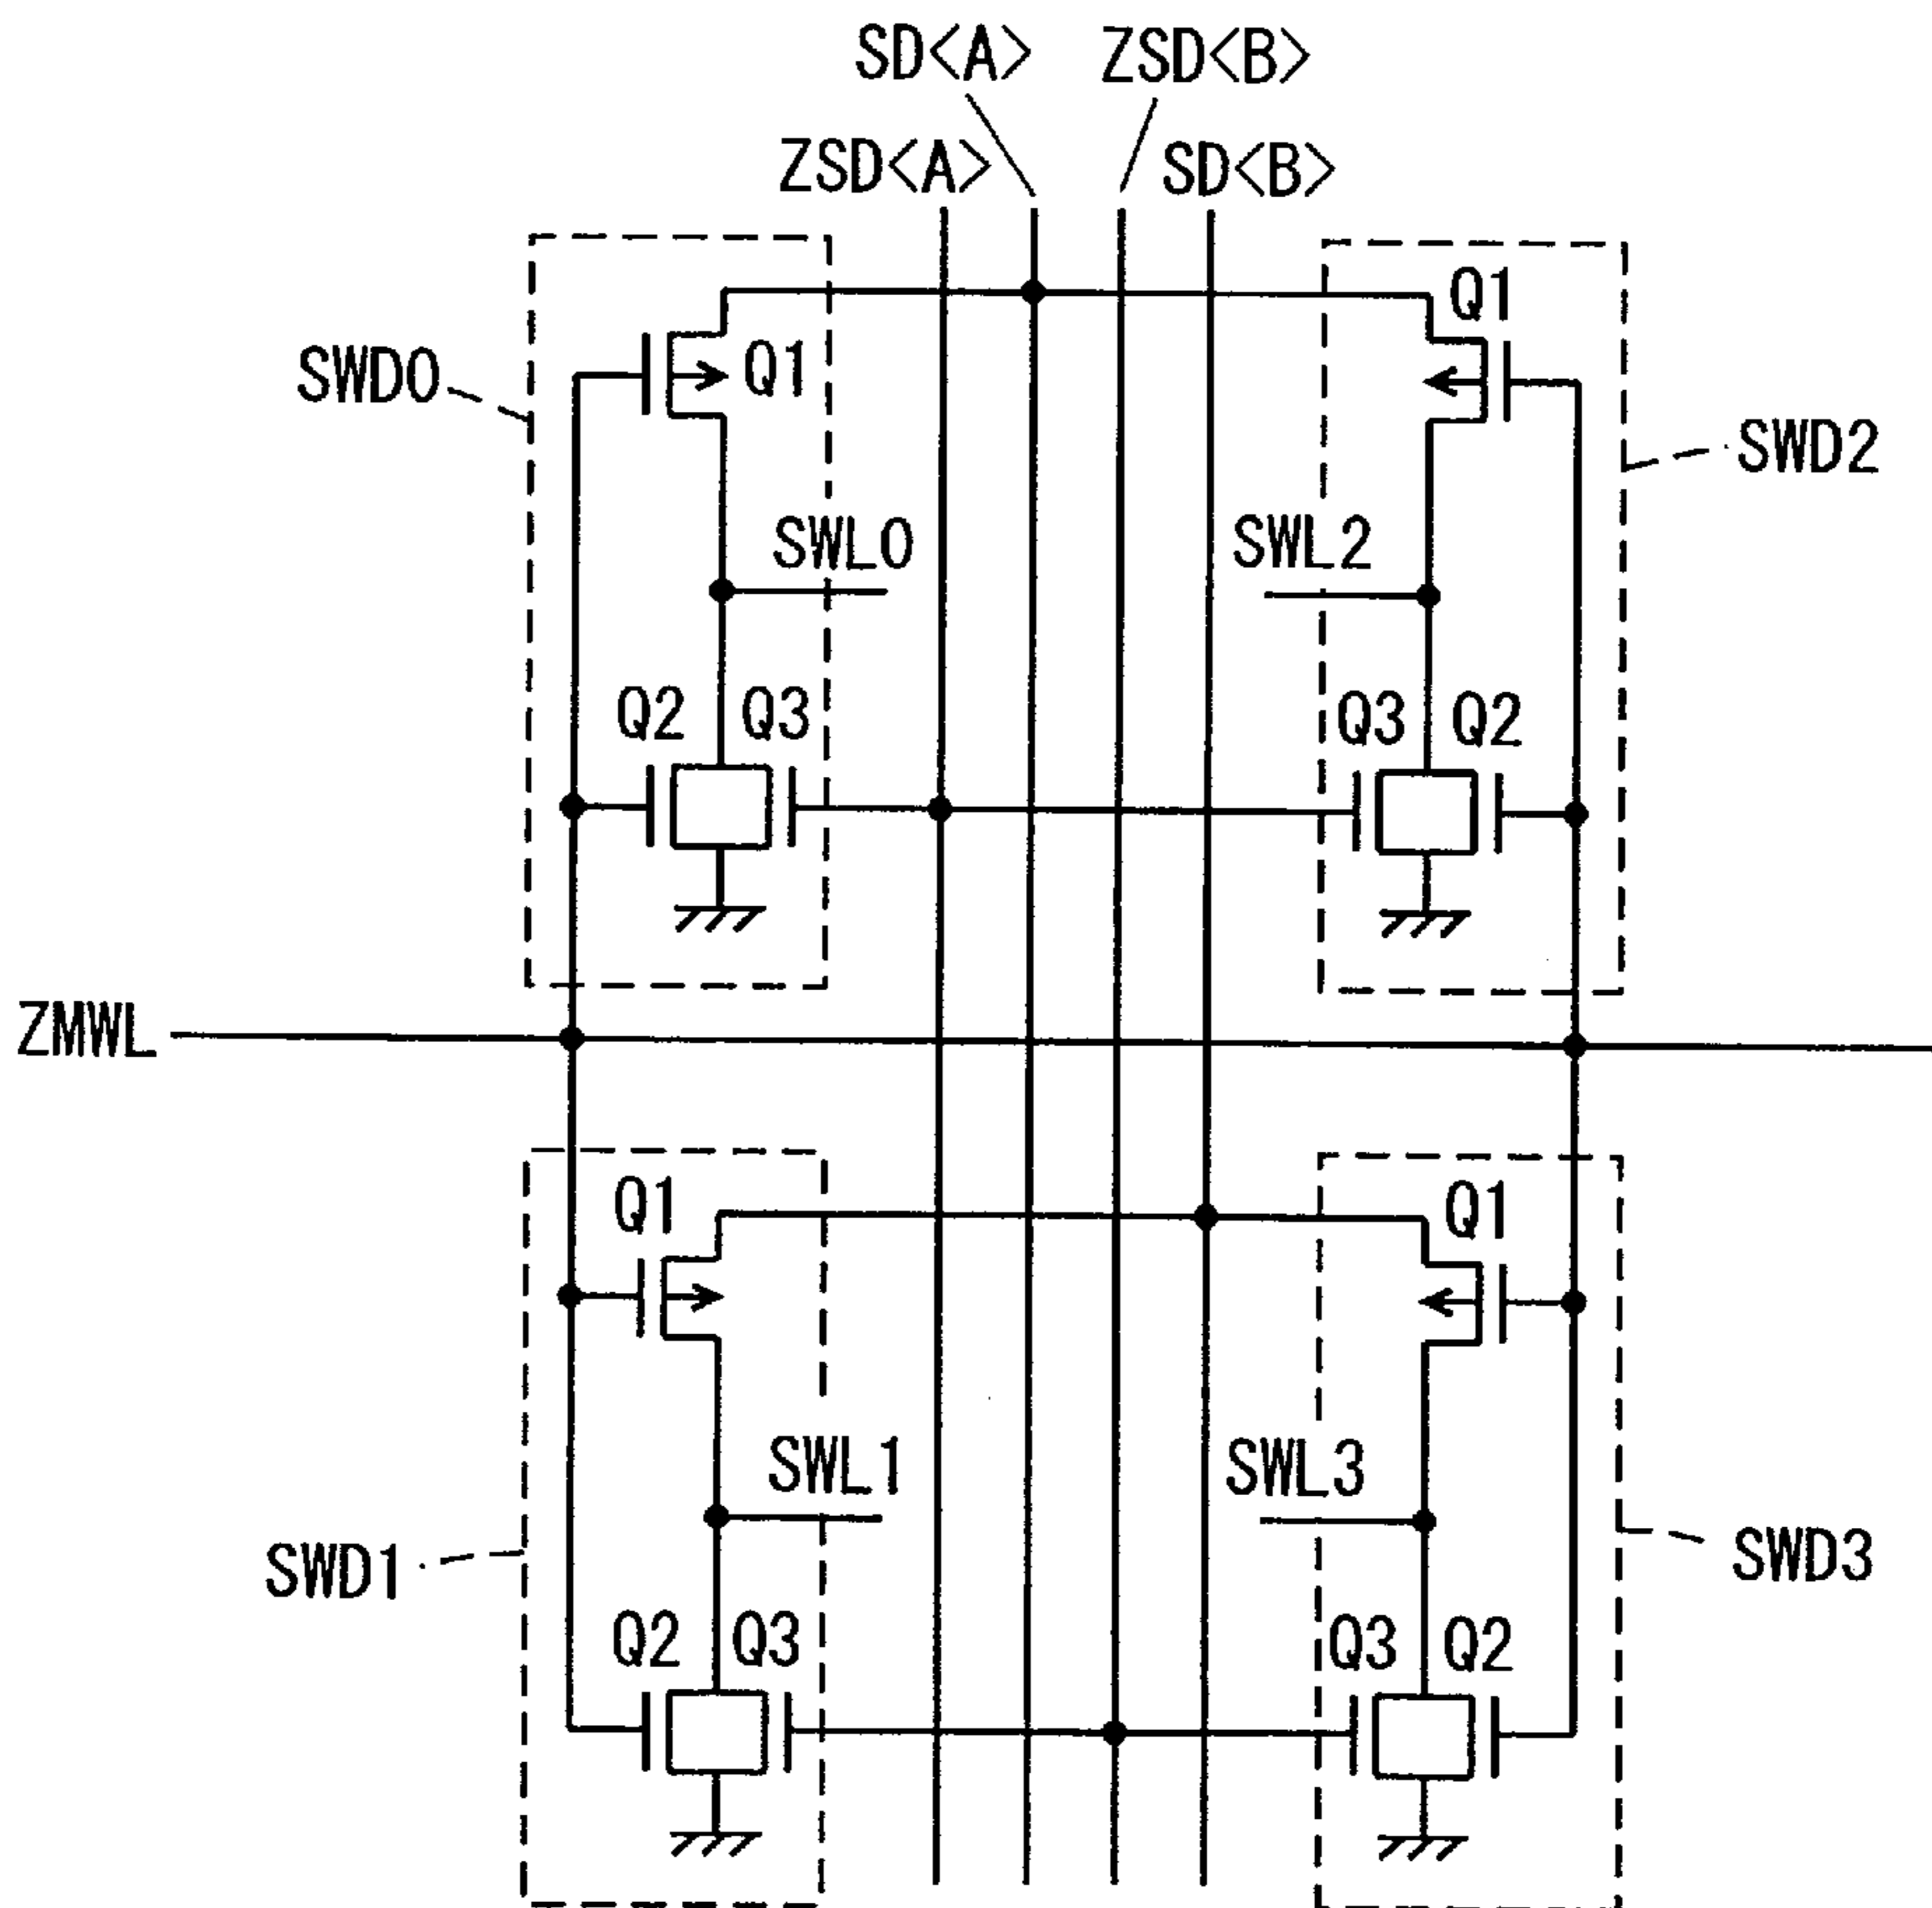 SD<A> ZSD<B>
ZSD<A> SD<B>
Q1
Q1
SWD0
SWD2
SWL0 SWL2
Q2 Q3 Q3 Q2
ZMWL
Q1 Q1
SWL1 SWL3
SWD1 SWD3
Q2 Q3 Q3 Q2